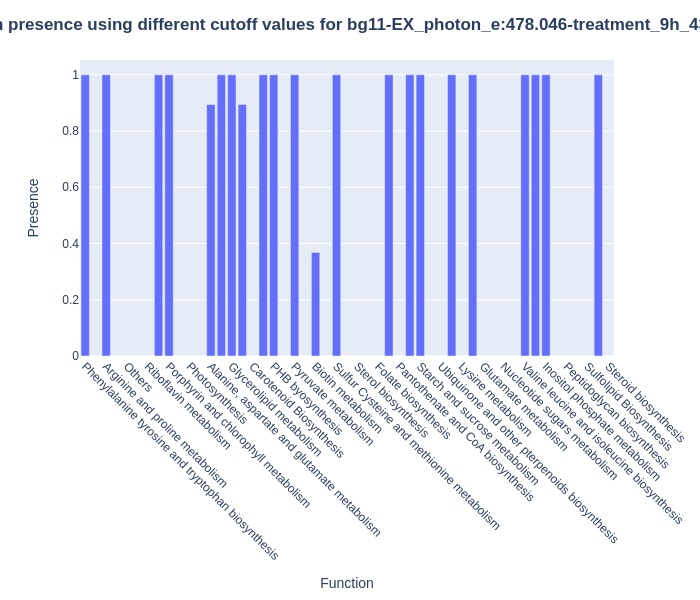 presence using different cutoff values for bg11-EX_photon_e:478.046-treatment_9h_4
Presence
1
0.8
0.6
0.4
0.2
0
Phenylalanine tyrosine and tryptophan biosynthesis
Arginine and proline metabolism
Others
Riboflavin metabolism
Porphyrin and chlorophyll metabolism
Photosynthesis
Alanine, aspartate and glutamate metabolism
Glycerolipid metabolism
Carotenoid Biosynthesis
PHB byosynthesis
Pyruvate metabolism
Biotin metabolism
Sulfur Cysteine and methionine metabolism
Sterol biosynthesis
Folate biosynthesis
Pantothenate and CoA biosynthesis
Starch and sucrose metabolism
Ubiquinone and other pterpenoids biosynthesis
Lysine metabolism
Glutamate metabolism
Nucleotide sugars metabolism
Valine leucine and Isoleucine biosynthesis
Inositol phosphate metabolism
Peptidoglycan biosynthesis
Sulfolipid Biosynthesis
Steroid biosynthesis
Function